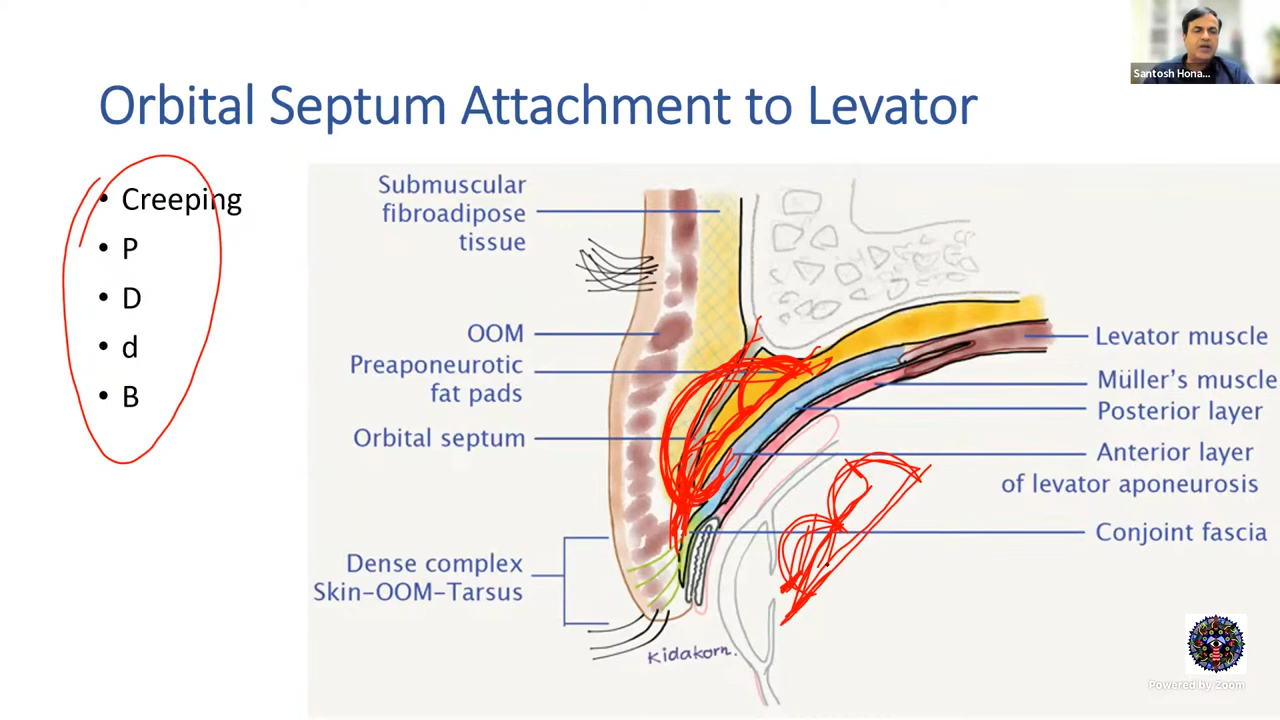 Santosh Hona...
Orbital Septum Attachment to Levator
• Creeping
• P
• D
• d
• B
Submuscular
fibroadipose
tissue
OOM
Preaponeurotic
fat pads
Orbital septum
Dense complex
Skin-OOM-Tarsus
Levator muscle
Müller's muscle
Posterior layer
Anterior layer
of levator aponeurosis
Conjoint fascia
Kidakorn.
Powered by Zoom